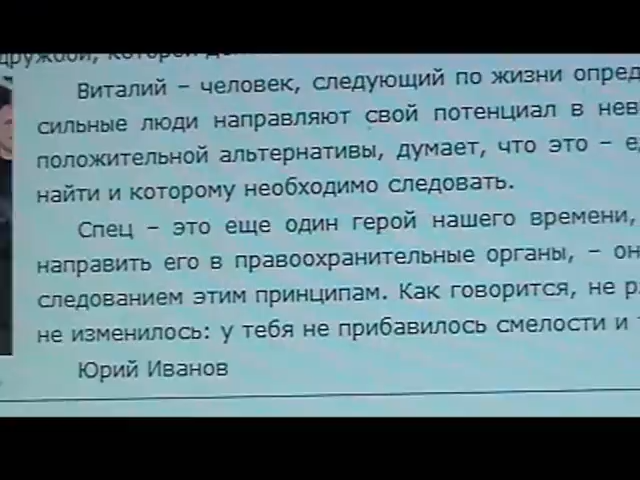 дружбой, которой
Виталий – человек, следующий по жизни опред
сильные люди направляют свой потенциал в нев
положительной альтернативы, думает, что это – е
найти и которому необходимо следовать.
Спец – это еще один герой нашего времени,
направить его в правоохранительные органы, – он
следованием этим принципам. Как говорится, не р
не изменилось: у тебя не прибавилось смелости и
Юрий Иванов